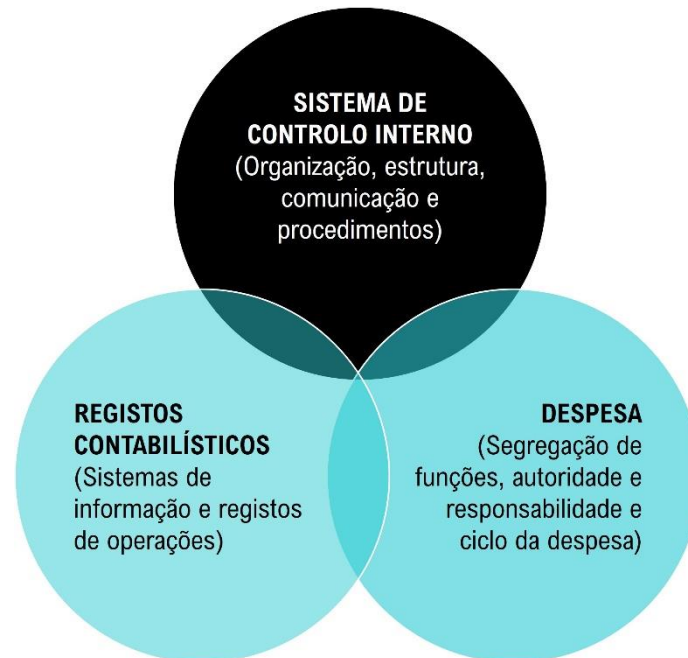 SISTEMA DE
CONTROLO INTERNO
(Organização, estrutura,
comunicação e
procedimentos)
REGISTOS
CONTABILÍSTICOS
(Sistemas de
informação e registos
de operações)
DESPESA
(Segregação de
funções, autoridade e
responsabilidade e
ciclo da despesa)